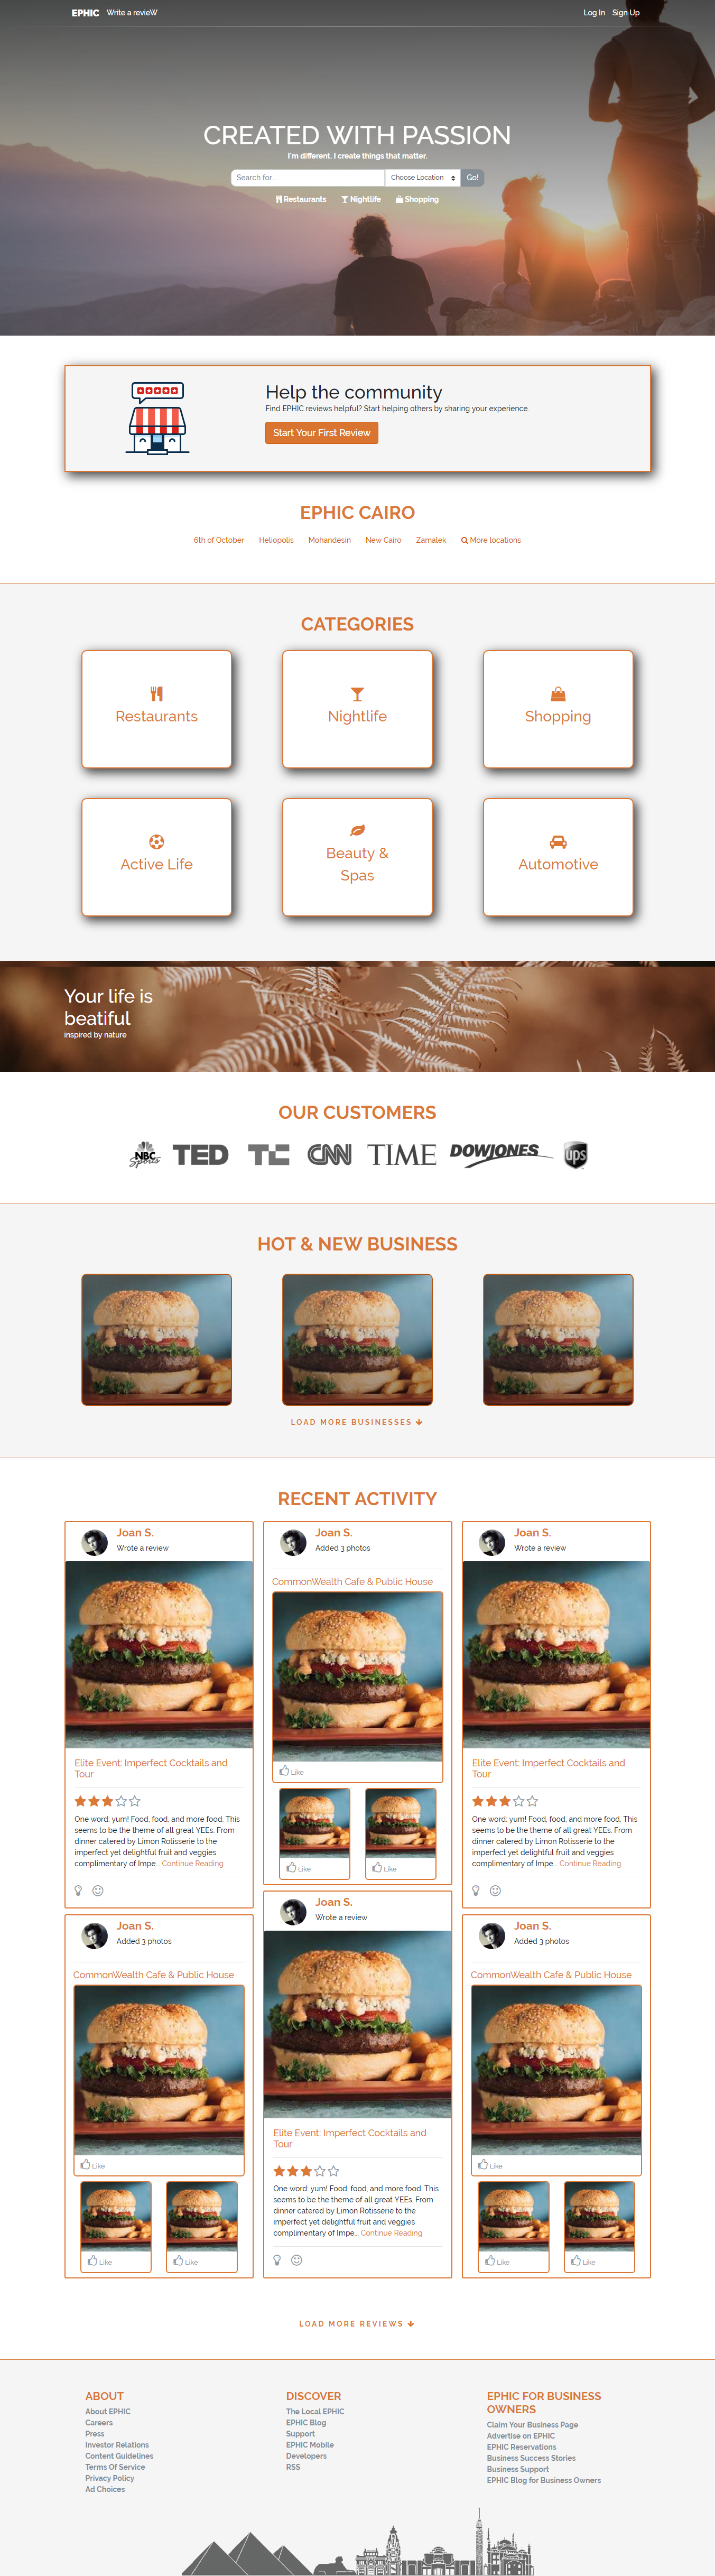 EPHIC Write a revieW Log In Sign Up
CREATED WITH PASSION
I'm different. I create things that matter.
Search for... Choose Location Go!
Restaurants Nightlife Shopping
Help the community
Find EPHIC reviews helpful? Start helping others by sharing your experience.
Start Your First Review
EPHIC CAIRO
6th of October Heliopolis Mohandesin New Cairo Zamalek More locations
CATEGORIES
Restaurants
Nightlife
Shopping
Active Life
Beauty &
Spas
Automotive
Your life is
beatiful
inspired by nature
OUR CUSTOMERS
NBC
Sports
TED
TC
CNN
TIME
DOWJONES
ups
HOT & NEW BUSINESS
LOAD MORE BUSINESSES
RECENT ACTIVITY
Joan S.
Wrote a review
Elite Event: Imperfect Cocktails and
Tour
One word: yum! Food, food, and more food. This
seems to be the theme of all great YEEs. From
dinner catered by Limon Rotisserie to the
imperfect yet delightful fruit and veggies
complimentary of Impe... Continue Reading
Joan S.
Added 3 photos
CommonWealth Cafe & Public House
Like
Like
Like
Joan S.
Added 3 photos
CommonWealth Cafe & Public House
Like
Like
Like
Joan S.
Wrote a review
Elite Event: Imperfect Cocktails and
Tour
One word: yum! Food, food, and more food. This
seems to be the theme of all great YEEs. From
dinner catered by Limon Rotisserie to the
imperfect yet delightful fruit and veggies
complimentary of Impe... Continue Reading
Joan S.
Wrote a review
Elite Event: Imperfect Cocktails and
Tour
One word: yum! Food, food, and more food. This
seems to be the theme of all great YEEs. From
dinner catered by Limon Rotisserie to the
imperfect yet delightful fruit and veggies
complimentary of Impe... Continue Reading
Joan S.
Added 3 photos
CommonWealth Cafe & Public House
Like
Like
Like
LOAD MORE REVIEWS
ABOUT
About EPHIC
Careers
Press
Investor Relations
Content Guidelines
Terms Of Service
Privacy Policy
Ad Choices
DISCOVER
The Local EPHIC
EPHIC Blog
Support
EPHIC Mobile
Developers
RSS
EPHIC FOR BUSINESS
OWNERS
Claim Your Business Page
Advertise on EPHIC
EPHIC Reservations
Business Success Stories
Business Support
EPHIC Blog for Business Owners